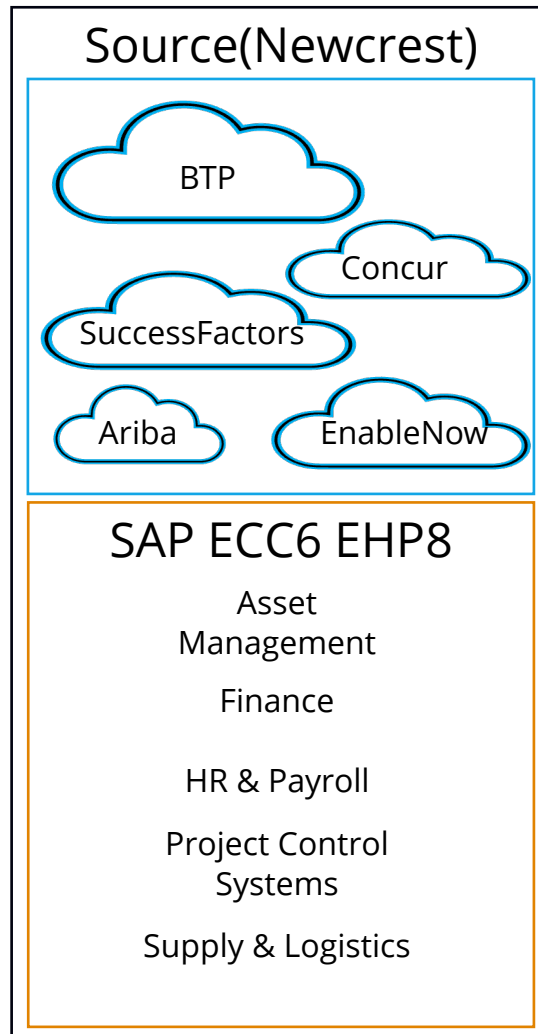 Source(Newcrest)
BTP
Concur
SuccessFactors
Ariba
EnableNow
SAP ECC6 EHP8
Asset
Management
Finance
HR & Payroll
Project Control
Systems
Supply & Logistics